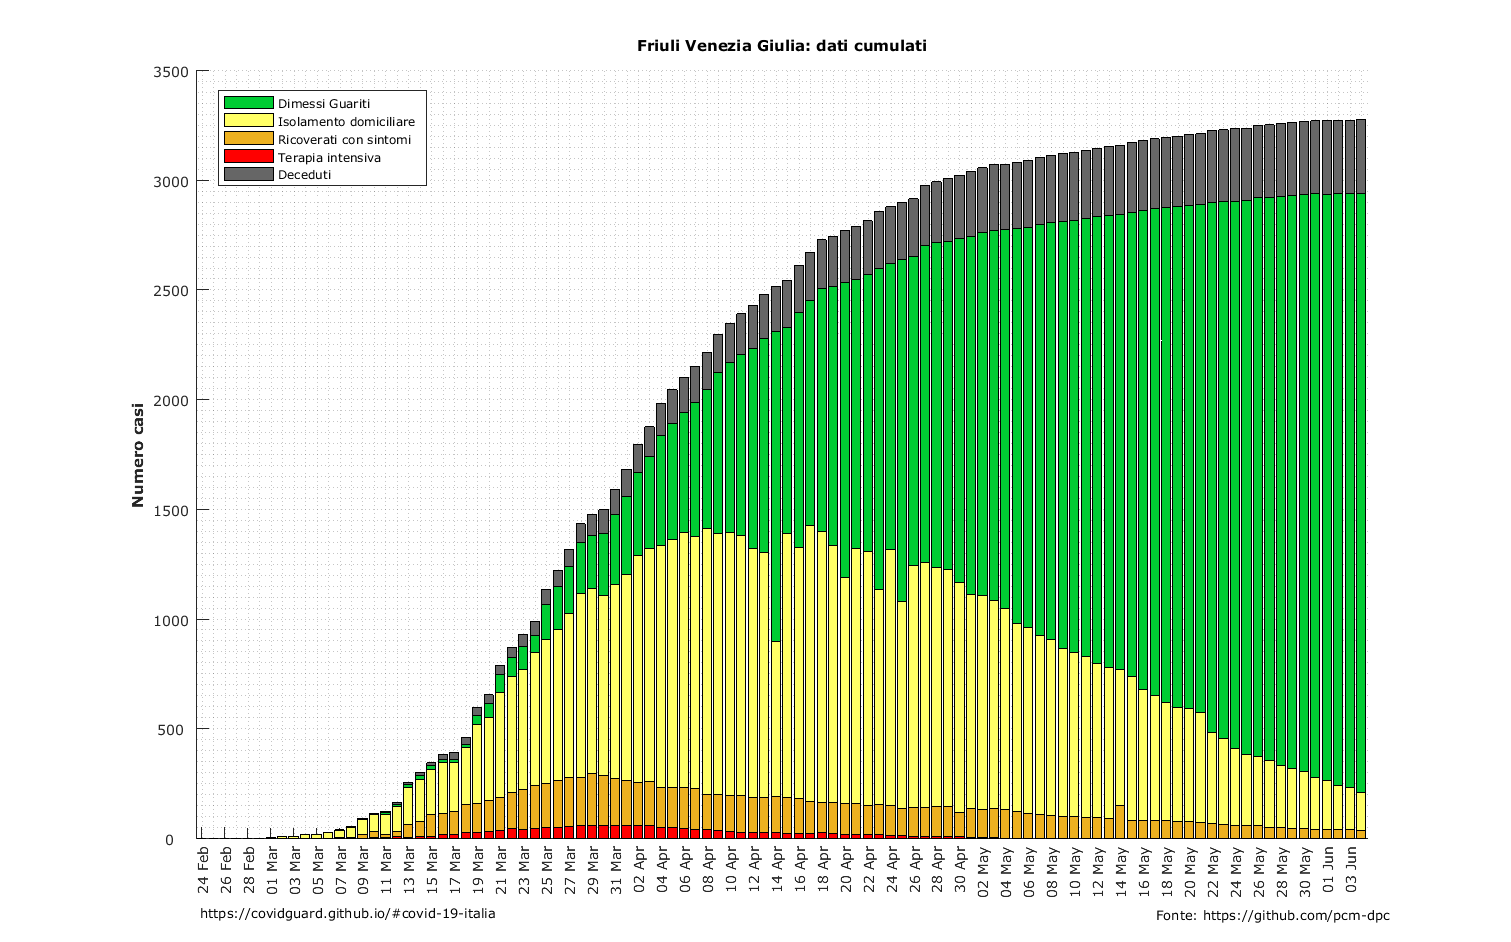 Friuli Venezia Giulia: dati cumulati
3500
3000
2500
2000
1500
1000
500
0
Numero casi
Dimessi Guariti
Isolamento domiciliare
Ricoverati con sintomi
Terapia intensiva
Deceduti
24 Feb
26 Feb
28 Feb
01 Mar
03 Mar
05 Mar
07 Mar
09 Mar
11 Mar
13 Mar
15 Mar
17 Mar
19 Mar
21 Mar
23 Mar
25 Mar
27 Mar
29 Mar
31 Mar
02 Apr
04 Apr
06 Apr
08 Apr
10 Apr
12 Apr
14 Apr
16 Apr
18 Apr
20 Apr
22 Apr
24 Apr
26 Apr
28 Apr
30 Apr
02 May
04 May
06 May
08 May
10 May
12 May
14 May
16 May
18 May
20 May
22 May
24 May
26 May
28 May
30 May
01 Jun
03 Jun
https://covidguard.github.io/#covid-19-italia
Fonte: https://github.com/pcm-dpc